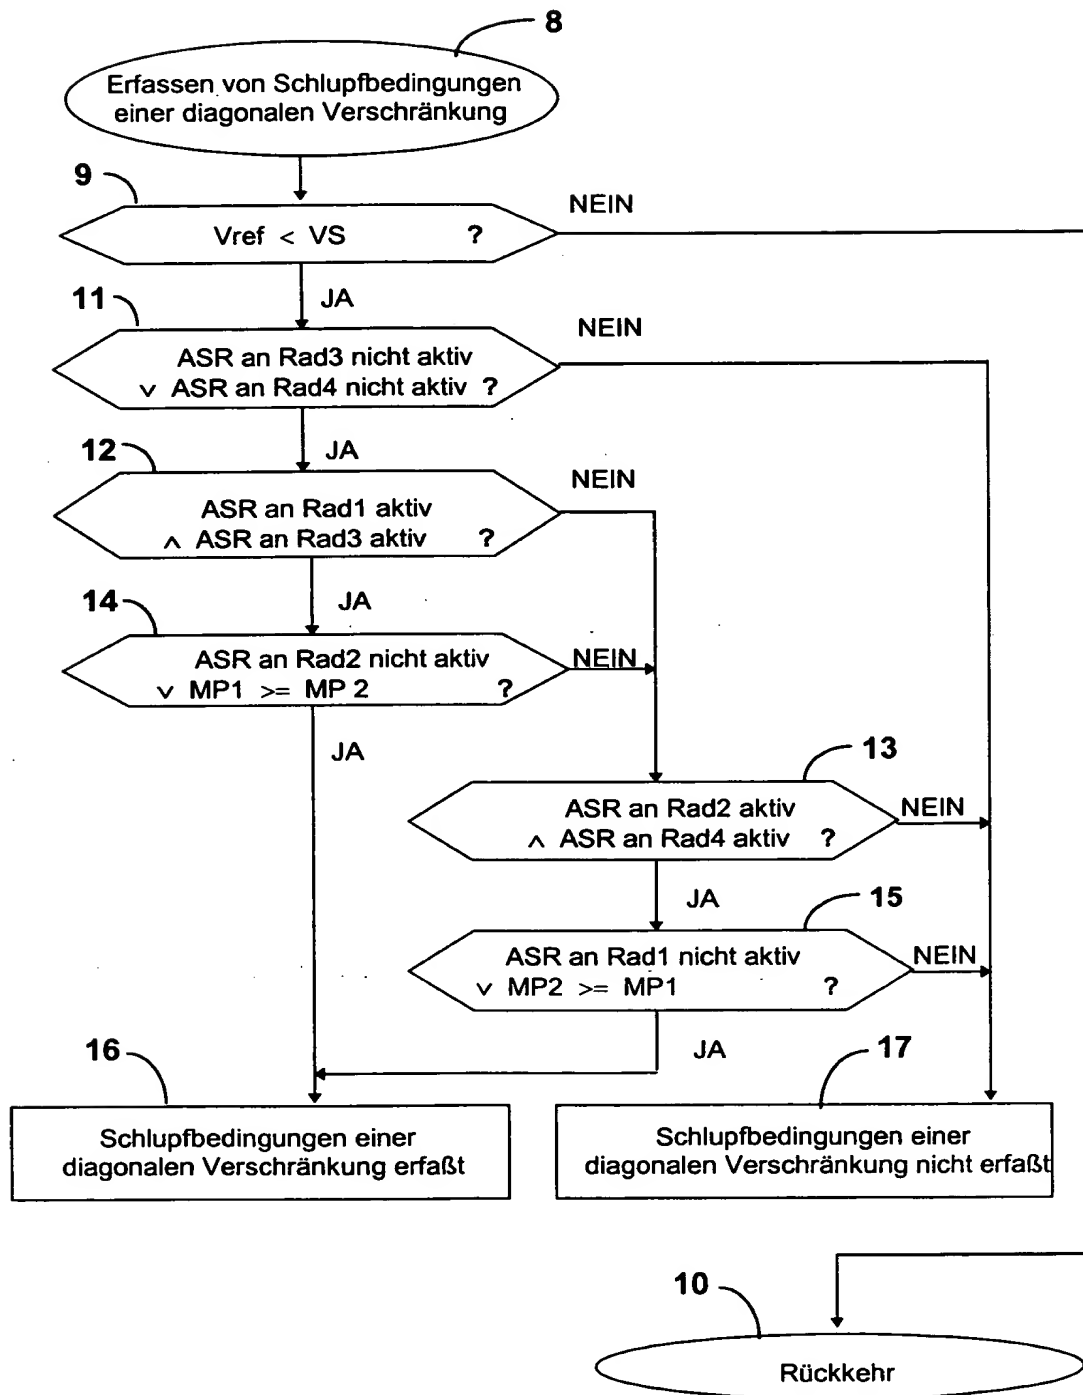 8
Erfassen von Schlupfbedingungen
einer diagonalen Verschränkung
9
NEIN
Vref < VS ?
JA
11
NEIN
ASR an Rad3 nicht aktiv
∨ ASR an Rad4 nicht aktiv ?
JA
12
NEIN
ASR an Rad1 aktiv
∧ ASR an Rad3 aktiv ?
JA
14
ASR an Rad2 nicht aktiv
NEIN
∨ MP1 >= MP 2 ?
JA
13
ASR an Rad2 aktiv
NEIN
∧ ASR an Rad4 aktiv ?
JA
15
ASR an Rad1 nicht aktiv
NEIN
∨ MP2 >= MP1 ?
JA
16
17
Schlupfbedingungen einer
diagonalen Verschränkung erfaßt
Schlupfbedingungen einer
diagonalen Verschränkung nicht erfaßt
10
Rückkehr